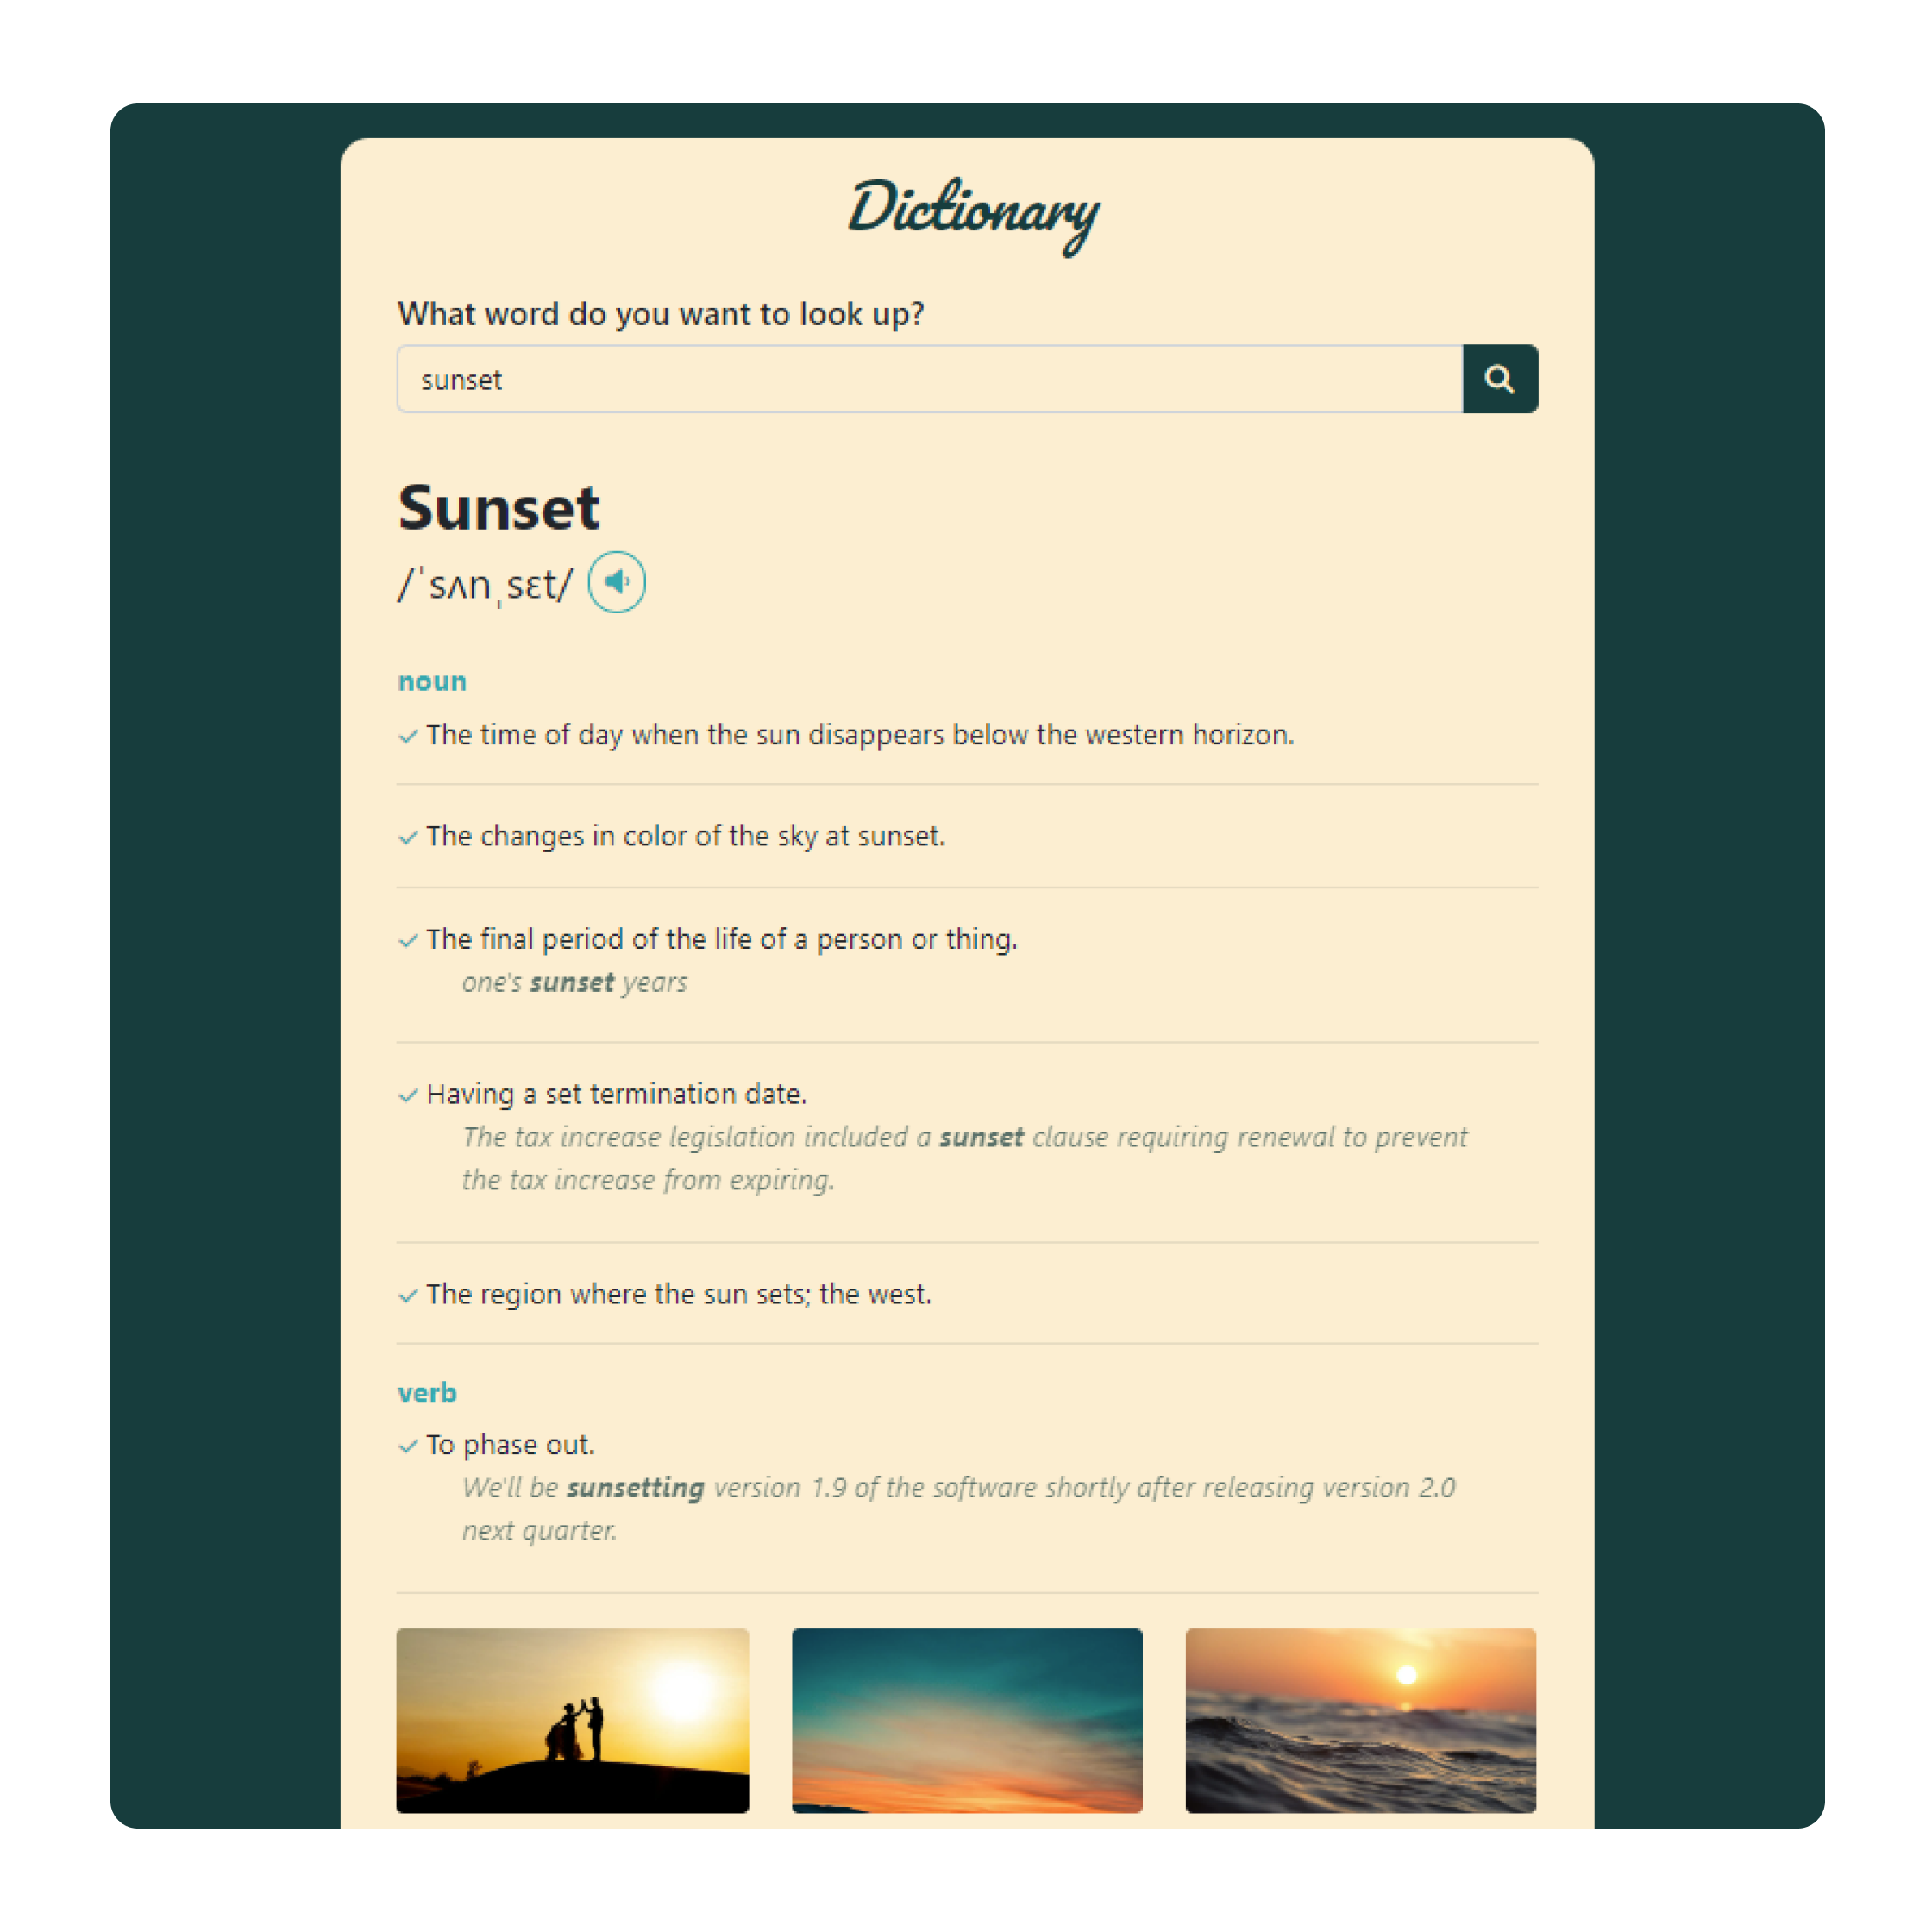 Dictionary
What word do you want to look up?
sunset
Sunset
/ˈsʌnˌsɛt/
noun
The time of day when the sun disappears below the western horizon.
The changes in color of the sky at sunset.
The final period of the life of a person or thing.
one's sunset years
Having a set termination date.
The tax increase legislation included a sunset clause requiring renewal to prevent
the tax increase from expiring.
The region where the sun sets; the west.
verb
To phase out.
We'll be sunsetting version 1.9 of the software shortly after releasing version 2.0
next quarter.